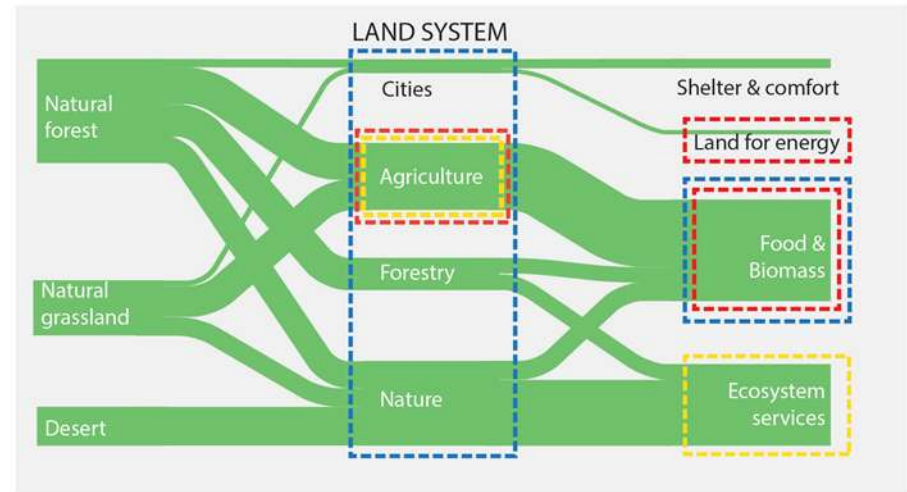 LAND SYSTEM
Natural
forest
Cities
Shelter & comfort
Land for energy
Agriculture
Food &
Biomass
Forestry
Natural
grassland
Nature
Ecosystem
services
Desert